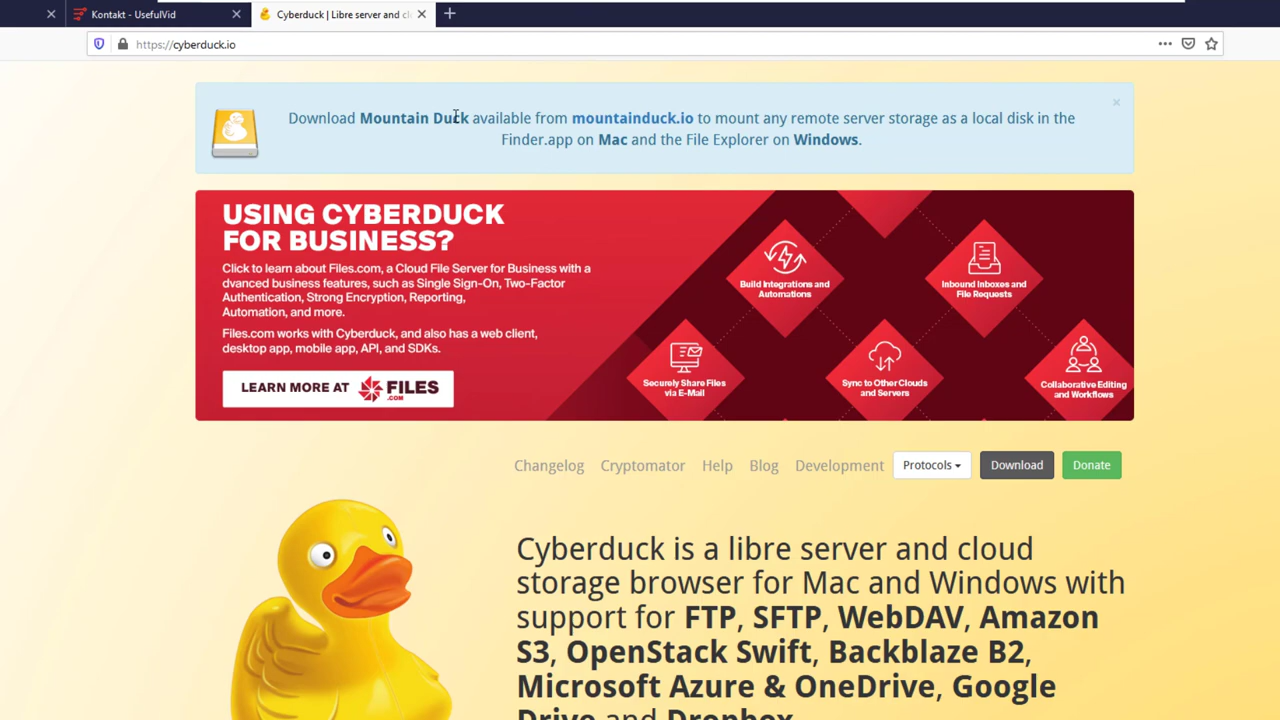 Kontakt - UsefulVid
Cyberduck | Libre server and cl
https://cyberduck.io
Download Mountain Duck available from mountainduck.io to mount any remote server storage as a local disk in the
Finder.app on Mac and the File Explorer on Windows.
USING CYBERDUCK
FOR BUSINESS?
Click to learn about Files.com, a Cloud File Server for Business with a
dvanced business features, such as Single Sign-On, Two-Factor
Authentication, Strong Encryption, Reporting,
Automation, and more.
Files.com works with Cyberduck, and also has a web client,
desktop app, mobile app, API, and SDKs.
LEARN MORE AT FILES
.COM
Build Integrations and
Automations
Inbound Inboxes and
File Requests
Securely Share Files
via E-Mail
Sync to Other Clouds
and Servers
Collaborative Editing
and Workflows
Changelog Cryptomator Help Blog Development Protocols Download Donate
Cyberduck is a libre server and cloud
storage browser for Mac and Windows with
support for FTP, SFTP, WebDAV, Amazon
S3, OpenStack Swift, Backblaze B2,
Microsoft Azure & OneDrive, Google
Drive and Dropbox